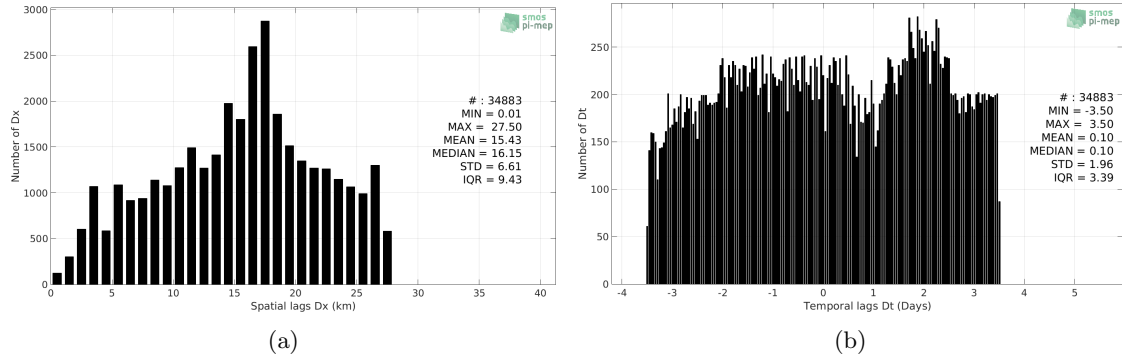 3000
2500
2000
1500
1000
500
0
Number of Dx
0 5 10 15 20 25 30 35 40
Spatial lags Dx (km)
smos
pi-mep
# : 34883
MIN = 0.01
MAX = 27.50
MEAN = 15.43
MEDIAN = 16.15
STD = 6.61
IQR = 9.43
(a)
250
200
150
100
50
0
Number of Dt
-4 -3 -2 -1 0 1 2 3 4 5
Temporal lags Dt (Days)
smos
pi-mep
# : 34883
MIN = -3.50
MAX = 3.50
MEAN = 0.10
MEDIAN = 0.10
STD = 1.96
IQR = 3.39
(b)